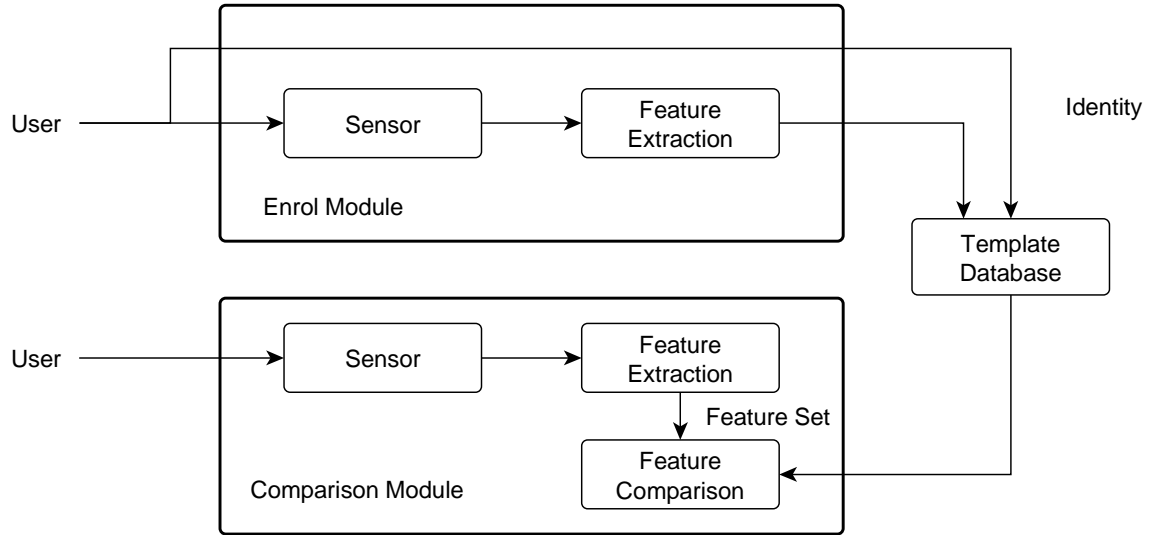 User
Sensor
Feature
Extraction
Identity
Enrol Module
Template
Database
User
Sensor
Feature
Extraction
Feature Set
Feature
Comparison
Comparison Module